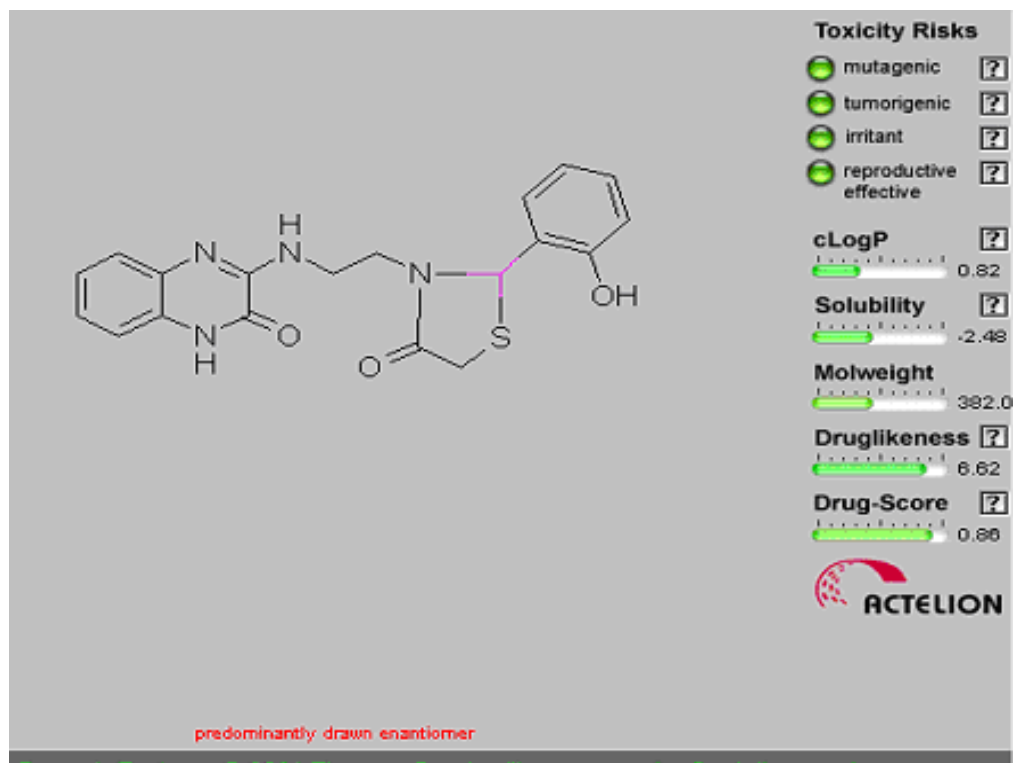 Toxicity Risks
mutagenic ?
tumorigenic ?
irritant ?
reproductive effective ?
cLogP ?
0.82
Solubility ?
-2.48
Molweight
382.0
Druglikeness ?
6.62
Drug-Score ?
0.86
ACTELION
H
N
N
N
OH
N
H
O
O
S
predominantly drawn enantiomer